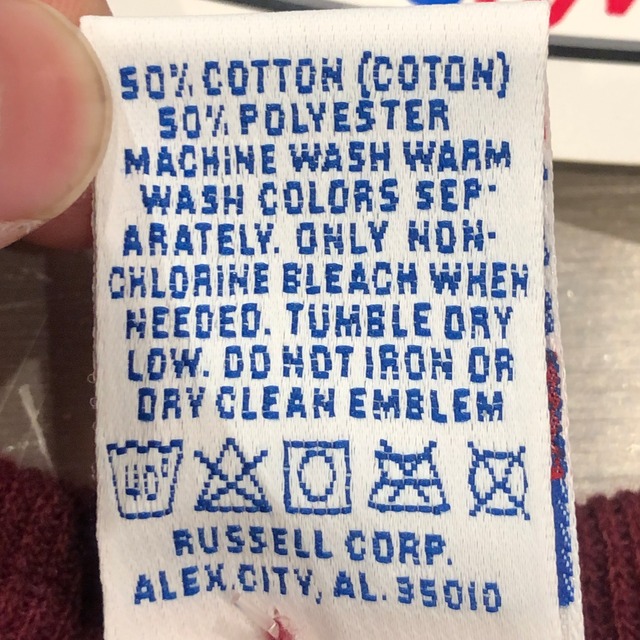 50% COTTON (COTON)
50% POLYESTER
MACHINE WASH WARM
WASH COLORS SEP-
ARATELY. ONLY NON-
CHLORINE BLEACH WHEN
NEEDED. TUMBLE DRY
LOW. DO NOT IRON OR
DRY CLEAN EMBLEM
40°
RUSSELL CORP.
ALEX.CITY, AL. 35010